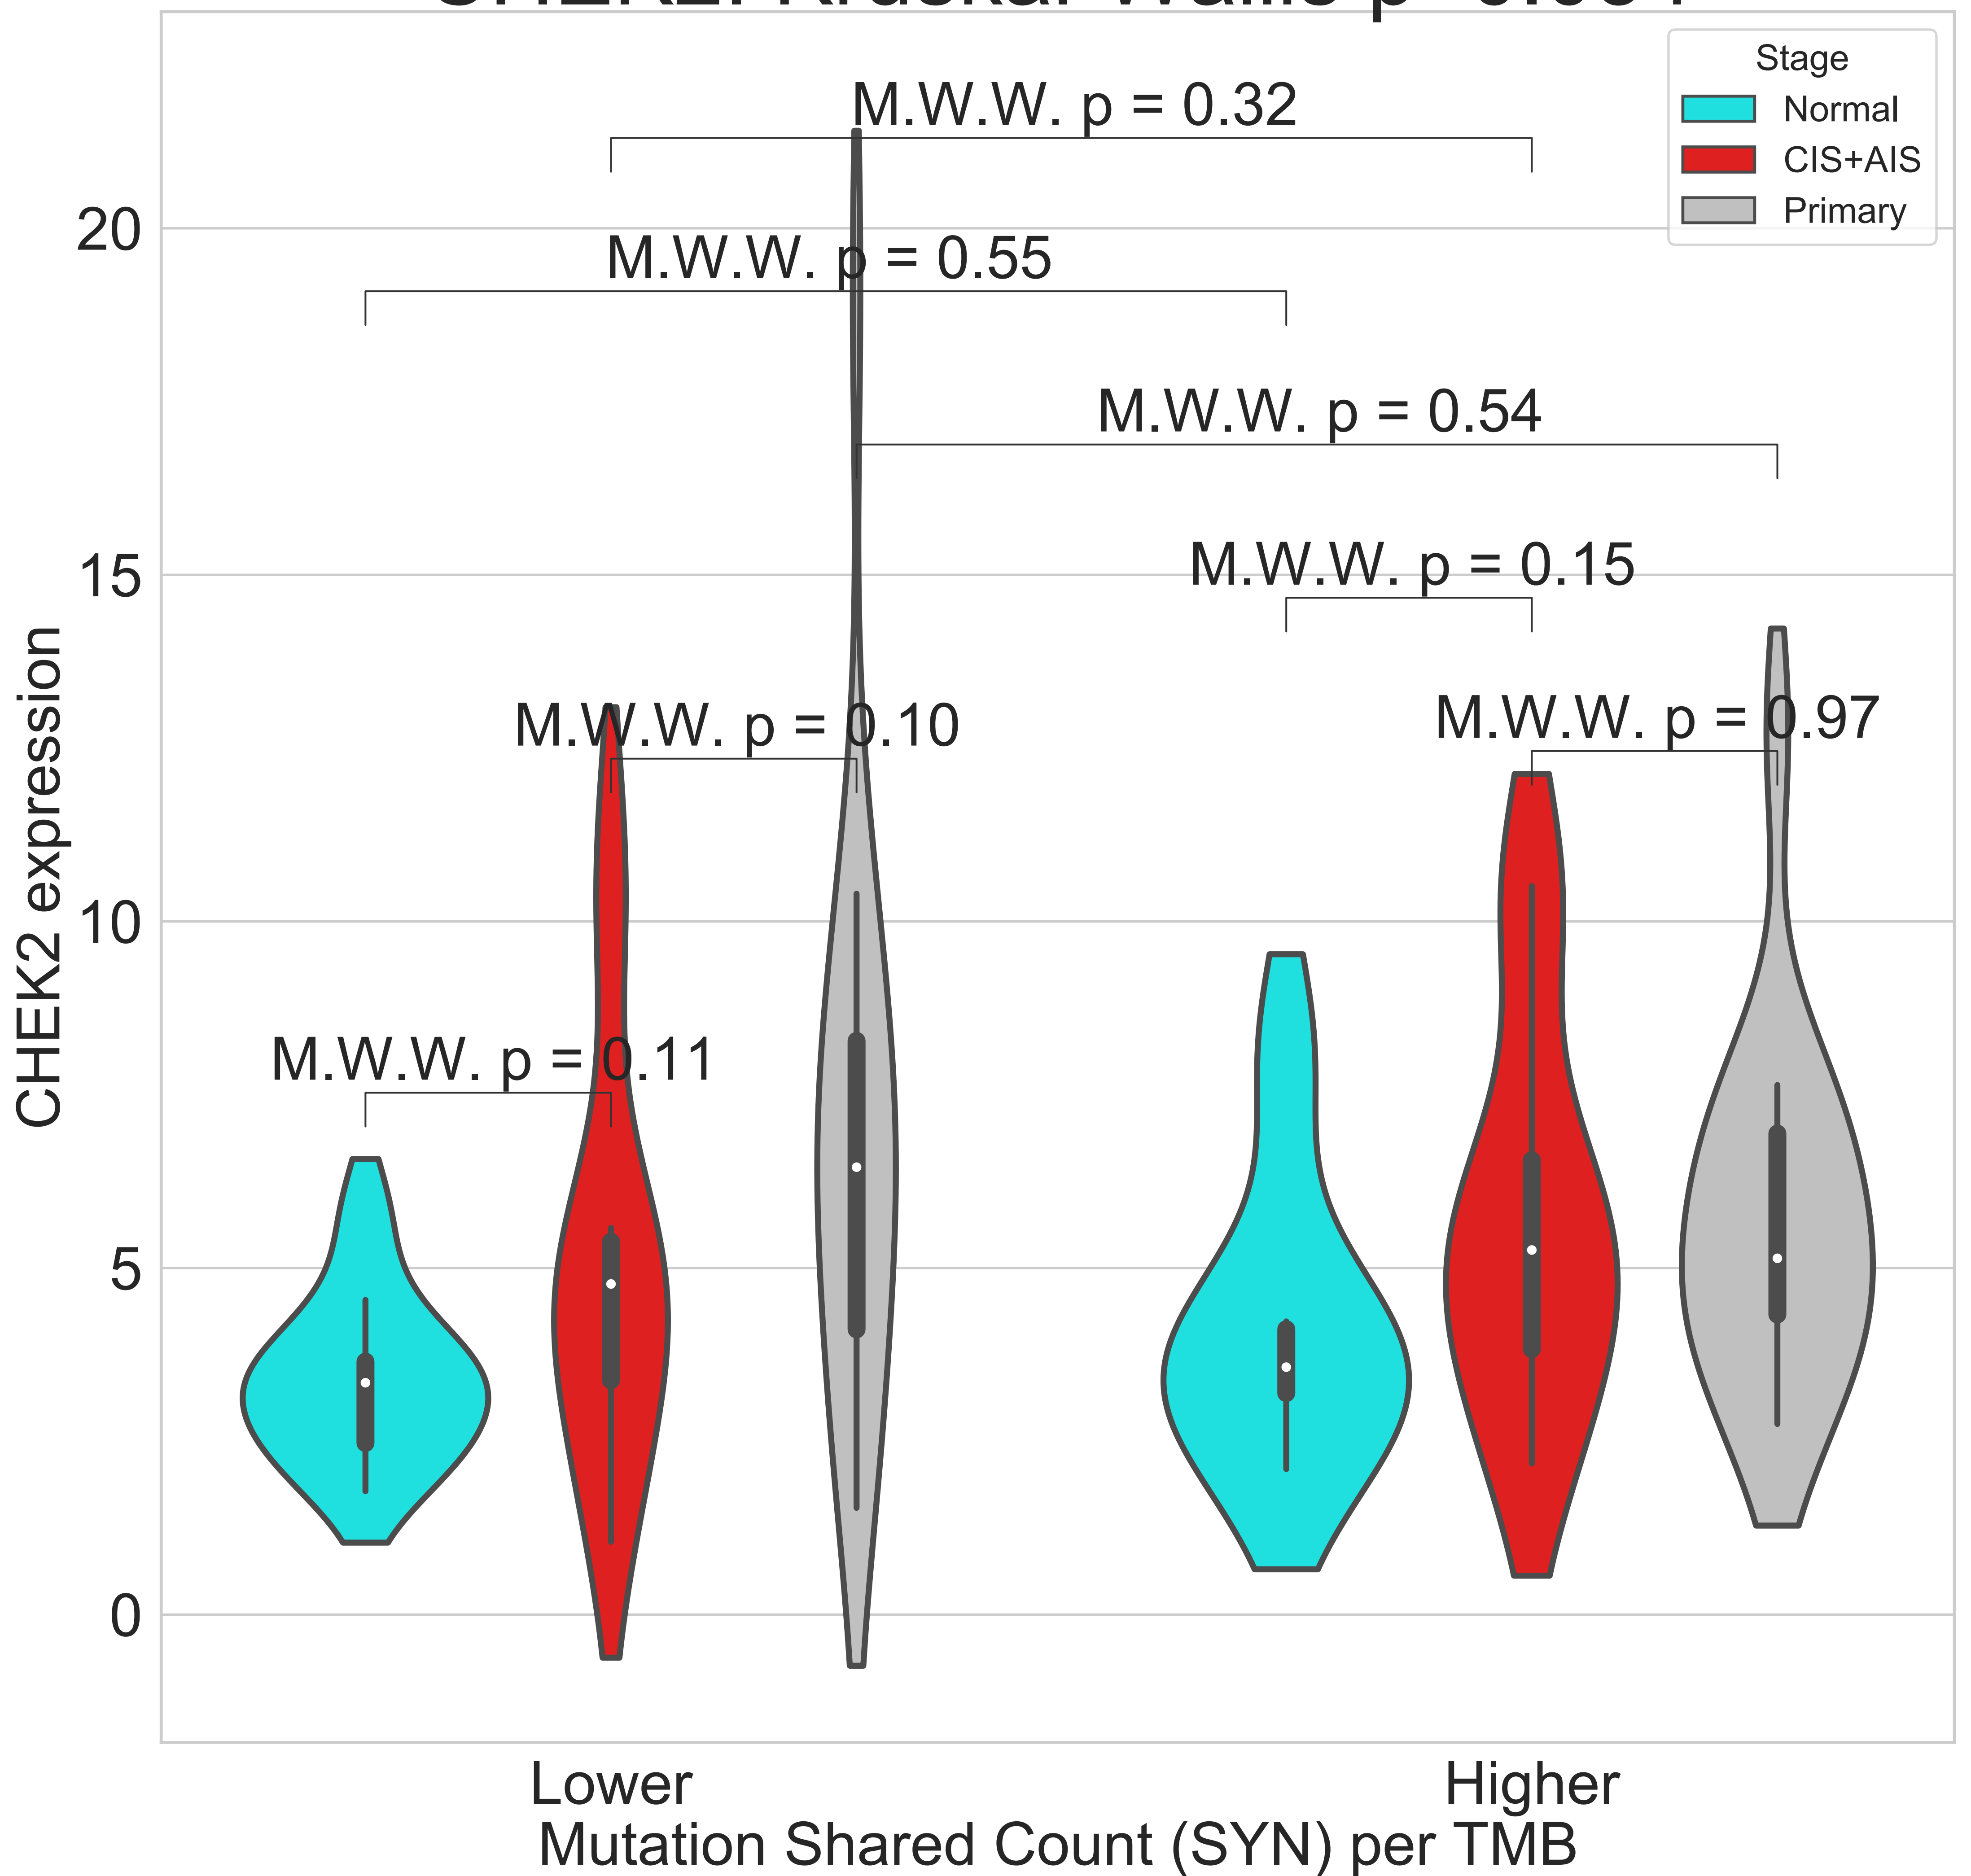 Stage
Normal
CIS+AIS
Primary
M.W.W. p = 0.32
M.W.W. p = 0.55
M.W.W. p = 0.54
M.W.W. p = 0.15
M.W.W. p = 0.10
M.W.W. p = 0.97
M.W.W. p = 0.11
20
15
10
5
0
CHEK2 expression
Lower
Higher
Mutation Shared Count (SYN) per TMB